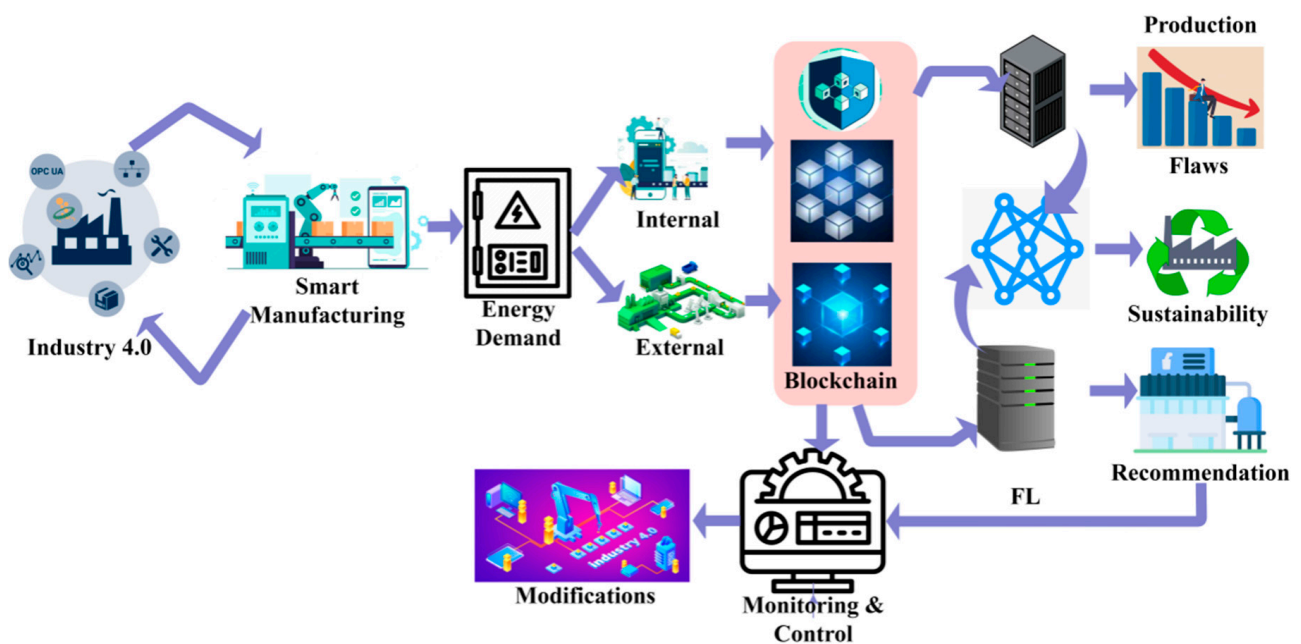 Production
Flaws
OPC UA
Industry 4.0
Smart
Manufacturing
Energy
Demand
Internal
External
Blockchain
Sustainability
Recommendation
FL
Industry 4.0
Modifications
Monitoring &
Control